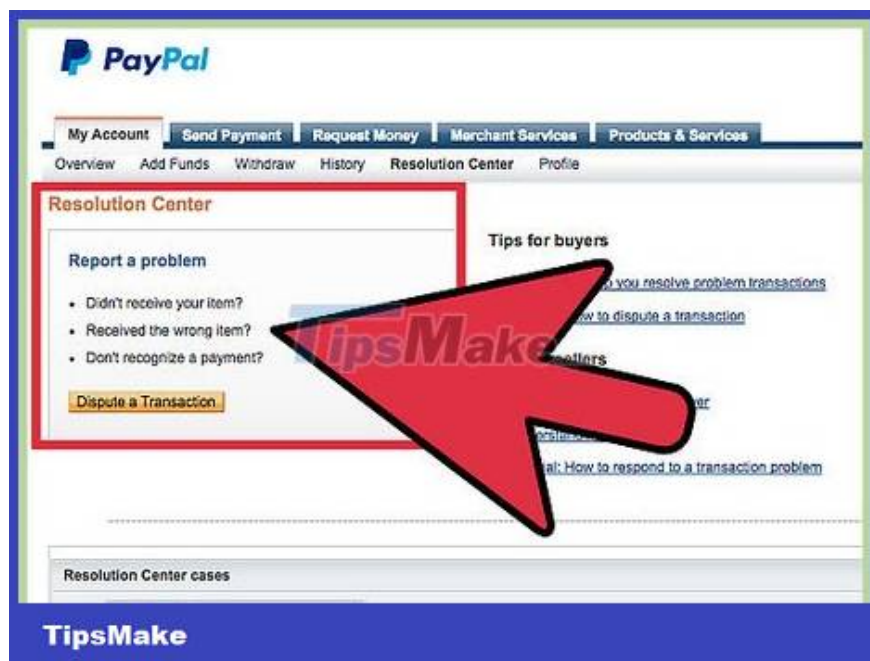 PayPal
My Account Send Payment Request Money Merchant Services Products & Services
Overview Add Funds Withdraw History Resolution Center Profile
Resolution Center
Report a problem
• Didn't receive your item?
• Received the wrong item?
• Don't recognize a payment?
Dispute a Transaction
Tips for buyers
you resolve problem transactions
to dispute a transaction
How to respond to a transaction problem
TipsMake
Resolution Center cases
TipsMake